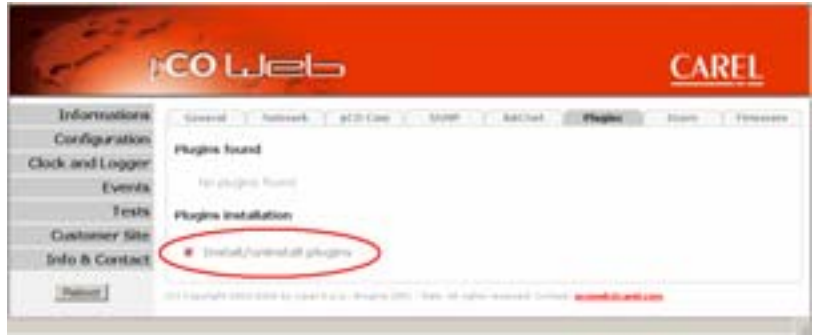 pCO Web
CAREL
Informations
Configuration
Clock and Logger
Events
Tests
Customer Site
Info & Contact
Reboot
General Network pCO Com SNMP BACnet Plugins Users Firmware
Plugins found
No plugins found
Plugins installation
Install/uninstall plugins